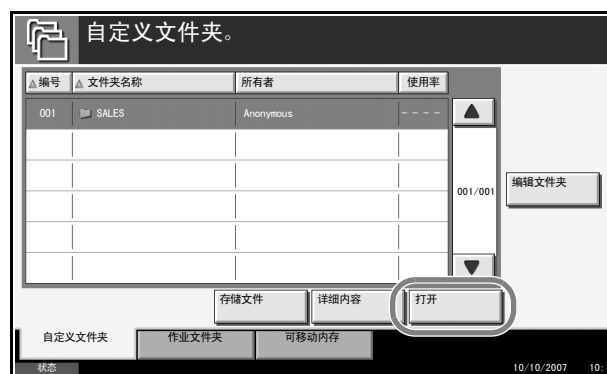 自定义文件夹。
编号 文件夹名称 所有者 使用率
001 SALES Anonymous ----
001/001
编辑文件夹
存储文件 详细内容 打开
自定义文件夹 作业文件夹 可移动内存
状态 10/10/2007 10: